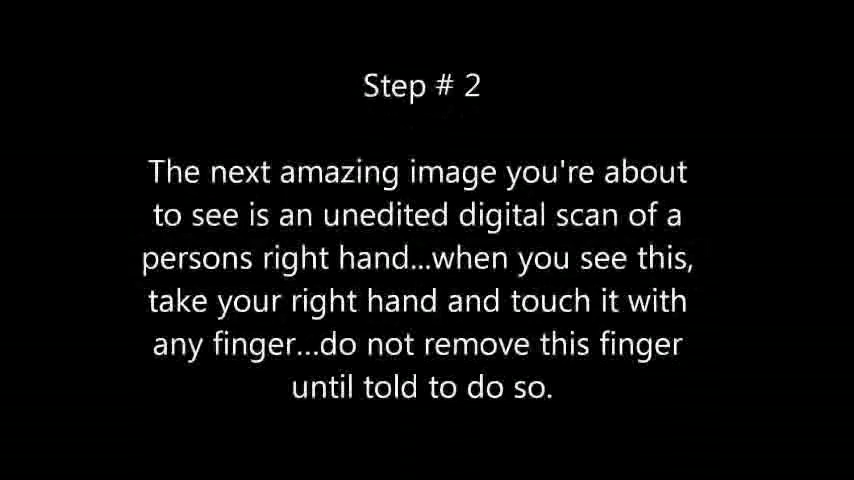 Step # 2
The next amazing image you're about
to see is an unedited digital scan of a
persons right hand...when you see this,
take your right hand and touch it with
any finger...do not remove this finger
until told to do so.